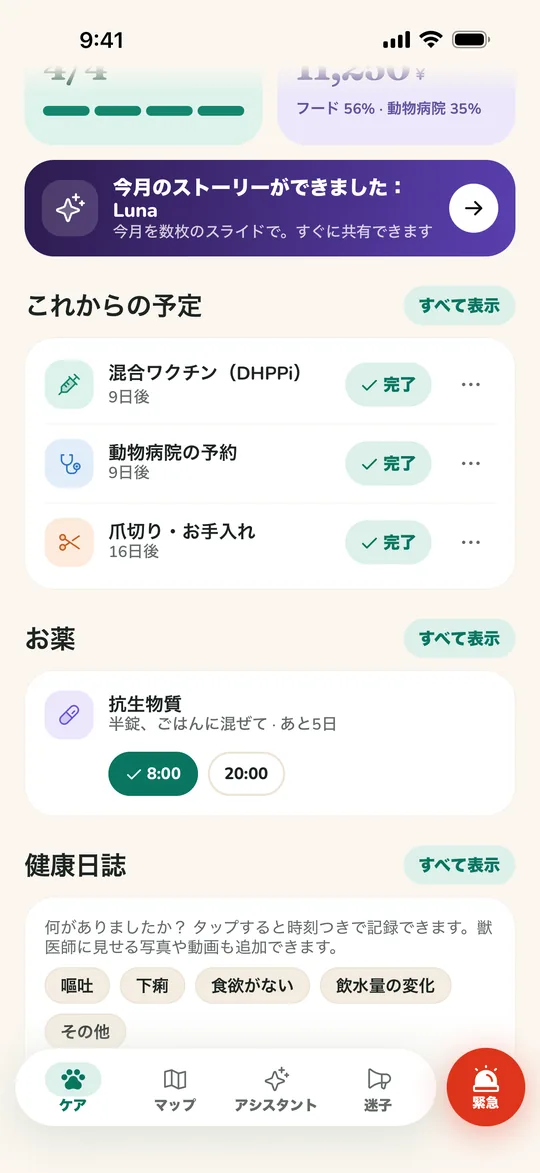 9:41
4/4
11,250 ¥
フード 56% · 動物病院 35%
今月のストーリーができました：
Luna
今月を数枚のスライドで。すぐに共有できます
これからの予定
すべて表示
混合ワクチン（DHPPi）
9日後
完了
動物病院の予約
9日後
完了
爪切り・お手入れ
16日後
完了
お薬
すべて表示
抗生物質
半錠、ごはんに混ぜて · あと5日
8:00
20:00
健康日誌
すべて表示
何がありましたか？ タップすると時刻つきで記録できます。獣
医師に見せる写真や動画も追加できます。
嘔吐
下痢
食欲がない
飲水量の変化
その他
ケア
マップ
アシスタント
迷子
緊急